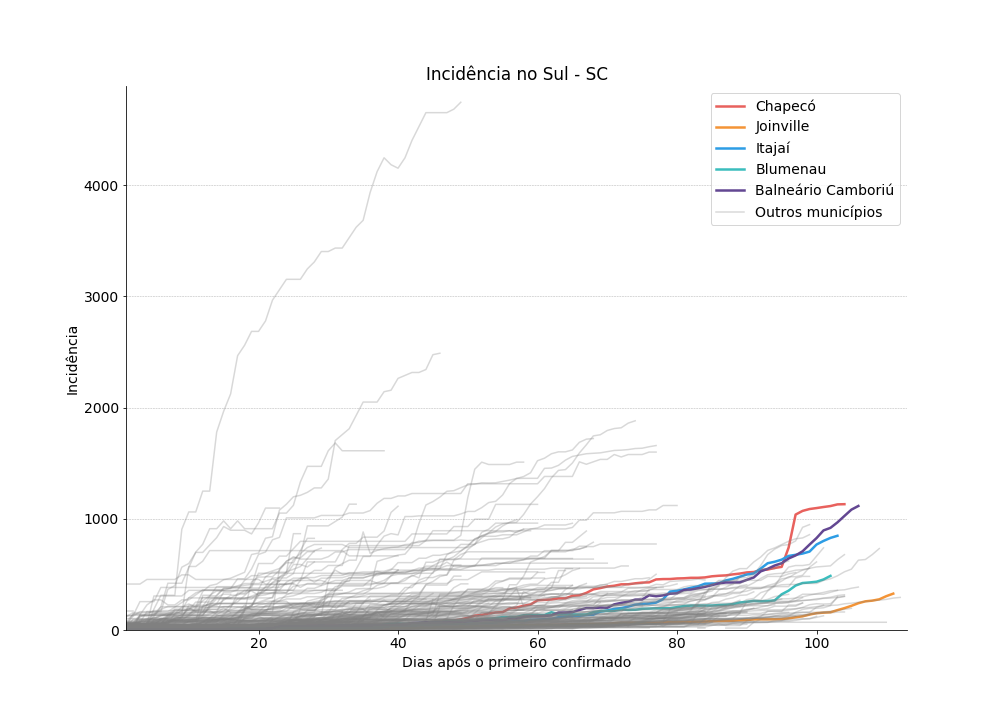 Incidência no Sul - SC
Chapecó
Joinville
Itajaí
Blumenau
Balneário Camboriú
Outros municípios
Incidência
4000
3000
2000
1000
0
20 40 60 80 100
Dias após o primeiro confirmado